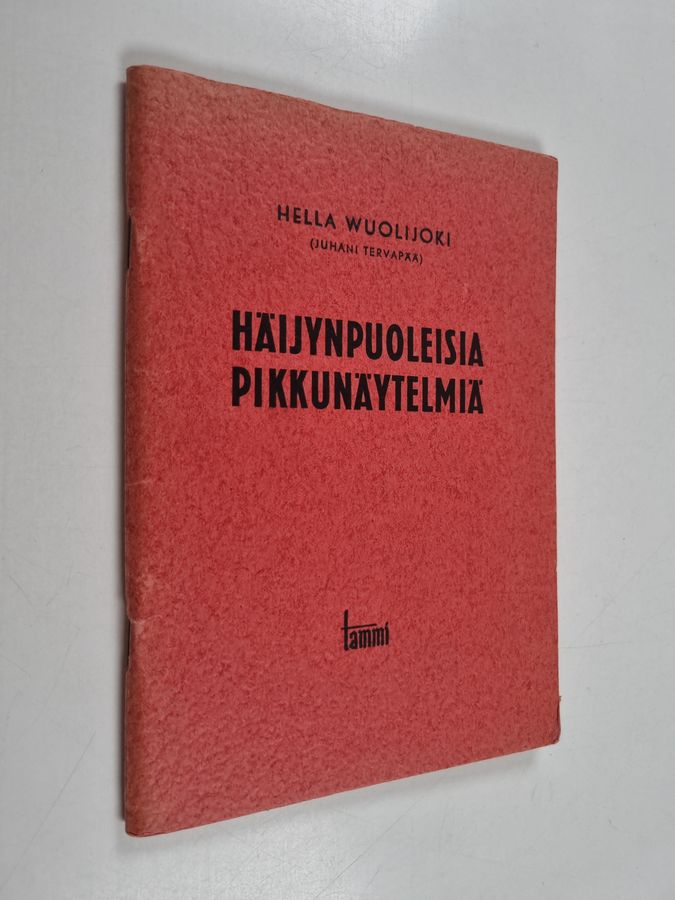 HELLA WUOLIJOKI
(JUHANI TERVAPÄÄ)
HÄIJYNPUOLEISIA
PIKKUNÄYTELMIÄ
tammi